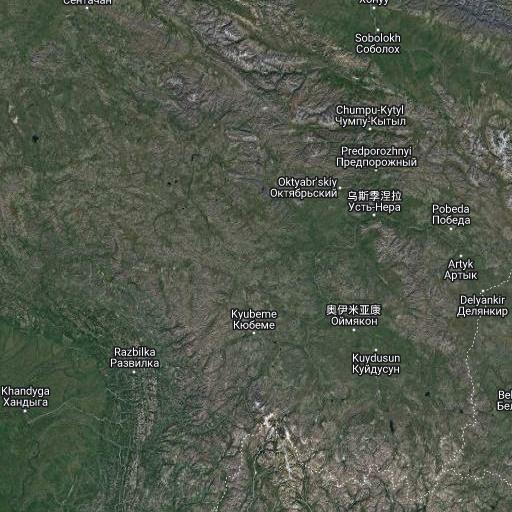 Сентачан
Хонуу
Sobolokh
Соболох
Chumpu-Kytyl
Чумпу-Кытыл
Predporozhnyi
Предпорожный
Oktyabr'skiy
Октябрьский
乌斯季涅拉
Усть-Нера
Pobeda
Победа
Artyk
Артык
Delyankir
Делянкир
Kyubeme
Кюбеме
奥伊米亚康
Оймякон
Razbilka
Развилка
Kuydusun
Куйдусун
Khandyga
Хандыга